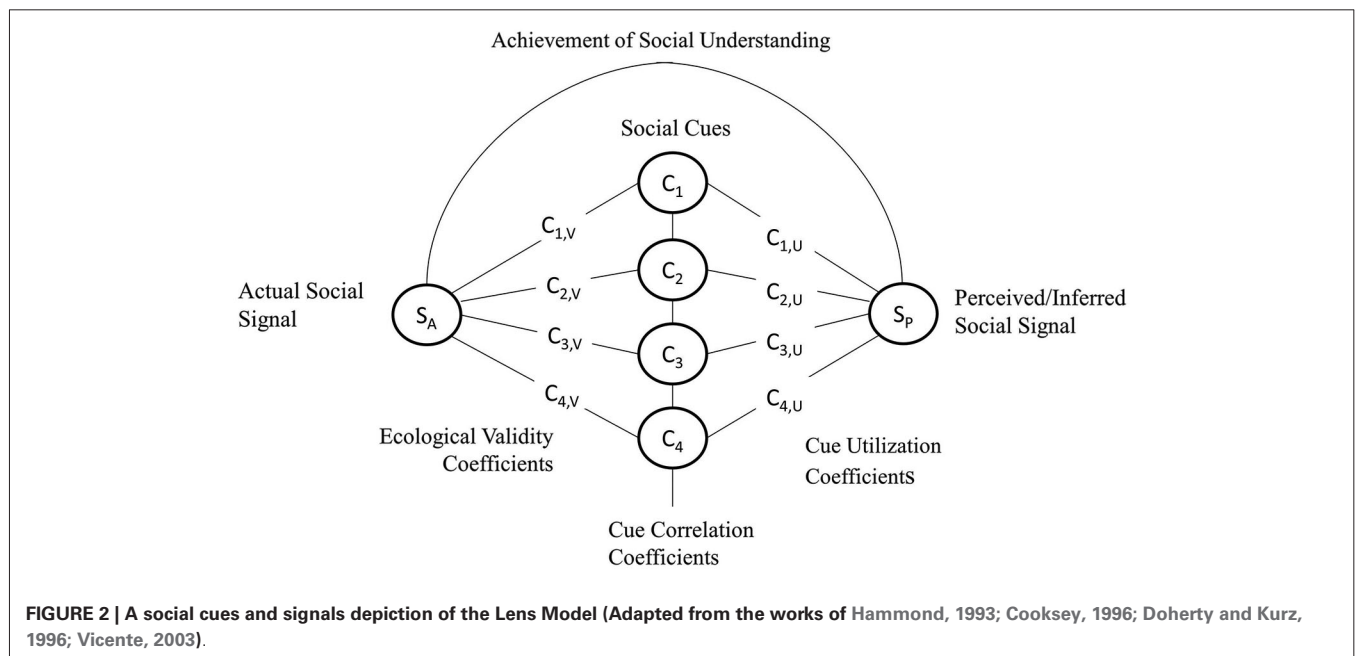 Achievement of Social Understanding
Social Cues
C1
C1,V
C1,U
C2
C2,V
C2,U
Actual Social
Signal
SA
SP
Perceived/Inferred
Social Signal
C3,V
C3
C3,U
C4,V
C4,U
C4
Ecological Validity
Coefficients
Cue Utilization
Coefficients
Cue Correlation
Coefficients
FIGURE 2 | A social cues and signals depiction of the Lens Model (Adapted from the works of Hammond, 1993; Cooksey, 1996; Doherty and Kurz,
1996; Vicente, 2003).